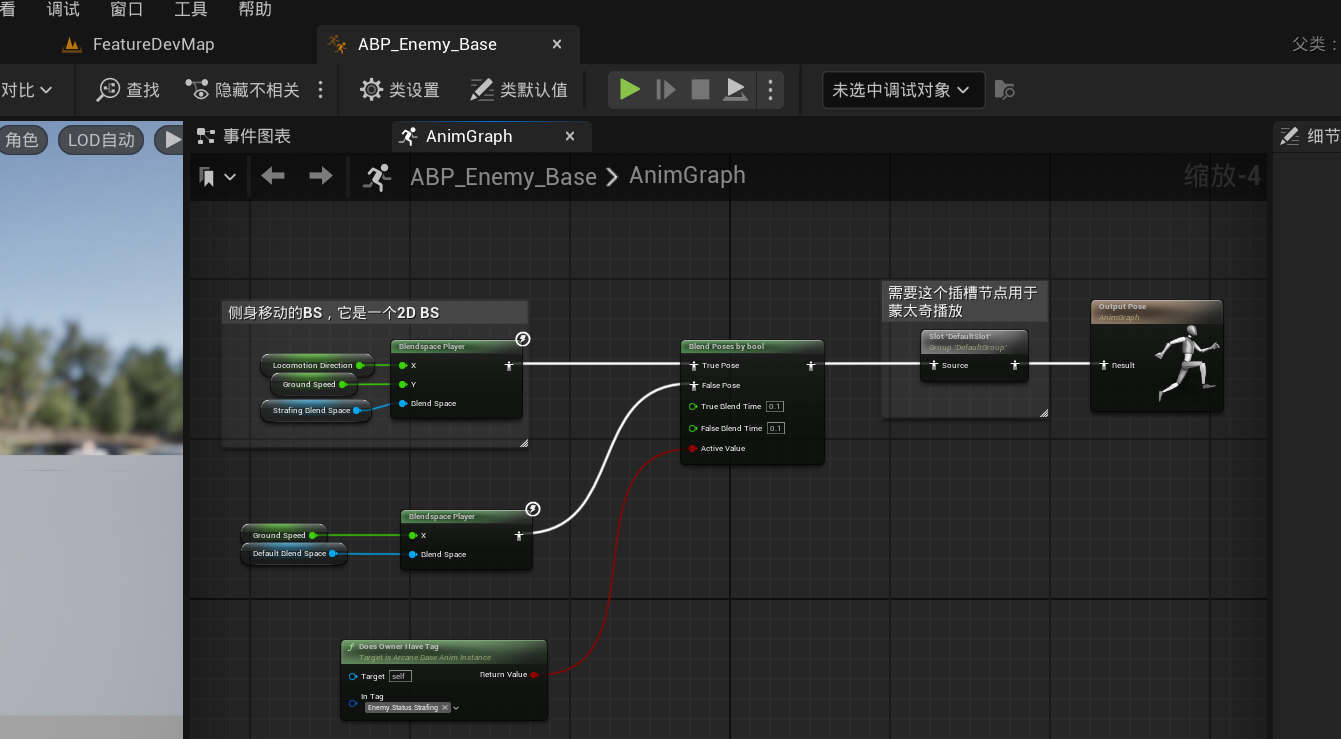 看 调试 窗口 工具 帮助
FeatureDevMap
ABP_Enemy_Base
父类：
对比
查找
隐藏不相关
类设置
类默认值
未选中调试对象
角色
LOD自动
事件图表
AnimGraph
细节
ABP_Enemy_Base
AnimGraph
缩放-4
侧身移动的BS，它是一个2D BS
Blendspace Player
Locomotion Direction
X
Ground Speed
Y
Strafing Blend Space
Blend Space
Blend Poses by bool
True Pose
False Pose
True Blend Time 0.1
False Blend Time 0.1
Active Value
需要这个插槽节点用于
蒙太奇播放
Slot 'DefaultSlot'
Group 'DefaultGroup'
Source
Output Pose
AnimGraph
Result
Blendspace Player
Ground Speed
X
Default Blend Space
Blend Space
Does Owner Have Tag
Target is Arcane Base Anim Instance
Target self
Return Value
In Tag
Enemy.Status.Strafing